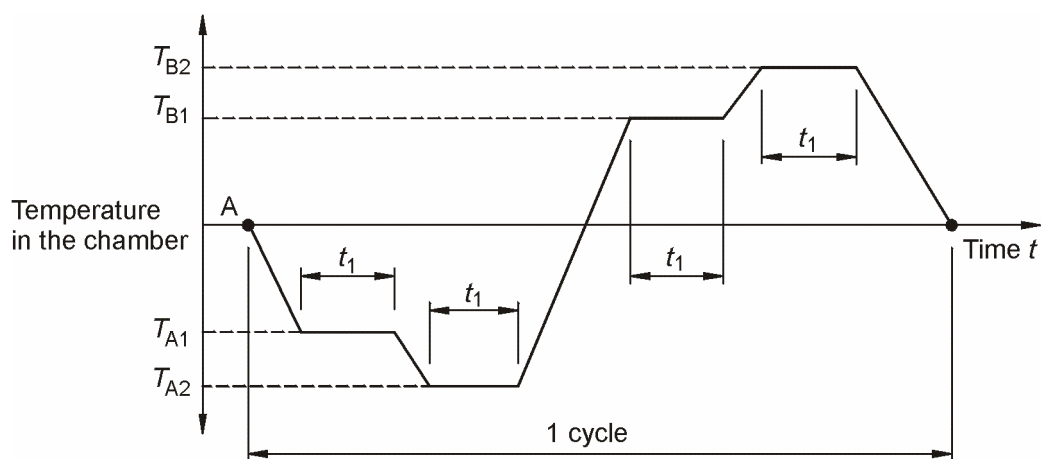 T_B2
T_B1
t_1
A
Temperature
in the chamber
t_1
t_1
t_1
Time t
T_A1
T_A2
1 cycle